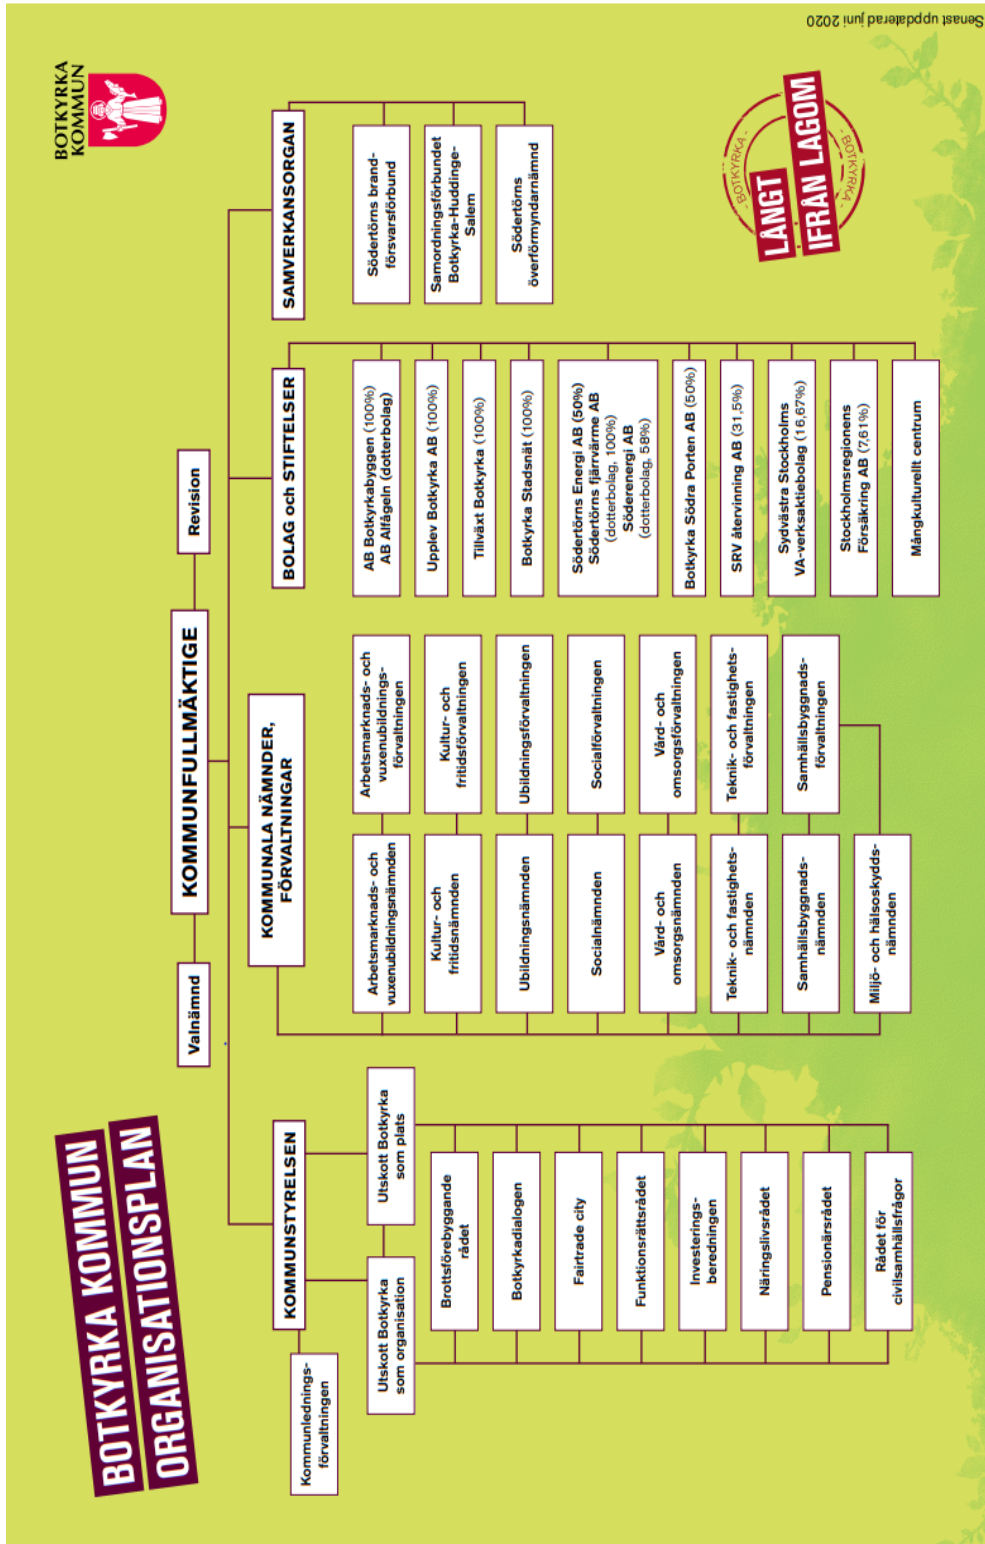 BOTKYRKA KOMMUN
ORGANISATIONSPLAN
BOTKYRKA
KOMMUN
Valnämnd
KOMMUNFULLMÄKTIGE
Revision
Kommunlednings-
förvaltningen
KOMMUNSTYRELSEN
Utskott Botkyrka
som organisation
Utskott Botkyrka
som plats
Brottsförebyggande
rådet
Botkyrkadialogen
Fairtrade city
Funktionsrättsrådet
Investerings-
beredningen
Näringslivsrådet
Pensionärsrådet
Rådet för
civilsamhällsfrågor
KOMMUNALA NÄMNDER,
FÖRVALTNINGAR
Arbetsmarknads- och
vuxenubildningsnämnden
Arbetsmarknads- och
vuxenubildnings-
förvaltningen
Kultur- och
fritidsnämnden
Kultur- och
fritidsförvaltningen
Ubildningsnämnden
Ubildningsförvaltningen
Socialnämnden
Socialförvaltningen
Vård- och
omsorgsnämnden
Vård- och
omsorgsförvaltningen
Teknik- och fastighets-
nämnden
Teknik- och fastighets-
förvaltningen
Samhällsbyggnads-
nämnden
Samhällsbyggnads-
förvaltningen
Miljö- och hälsoskydds-
nämnden
BOLAG och STIFTELSER
AB Botkyrkabyggen (100%)
AB Alfågeln (dotterbolag)
Upplev Botkyrka AB (100%)
Tillväxt Botkyrka (100%)
Botkyrka Stadsnät (100%)
Södertörns Energi AB (50%)
Södertörns fjärrvärme AB
(dotterbolag, 100%)
Söderenergi AB
(dotterbolag, 58%)
Botkyrka Södra Porten AB (50%)
SRV återvinning AB (31,5%)
Sydvästra Stockholms
VA-verksaktiebolag (16,67%)
Stockholmsregionens
Försäkring AB (7,61%)
Mångkulturellt centrum
SAMVERKANSORGAN
Södertörns brand-
försvarsförbund
Samordningsförbundet
Botkyrka-Huddinge-
Salem
Södertörns
överförmyndarnämnd
- BOTKYRKA -
LÅNGT
IFRÅN LAGOM
- BOTKYRKA -
Senast uppdaterad juni 2020